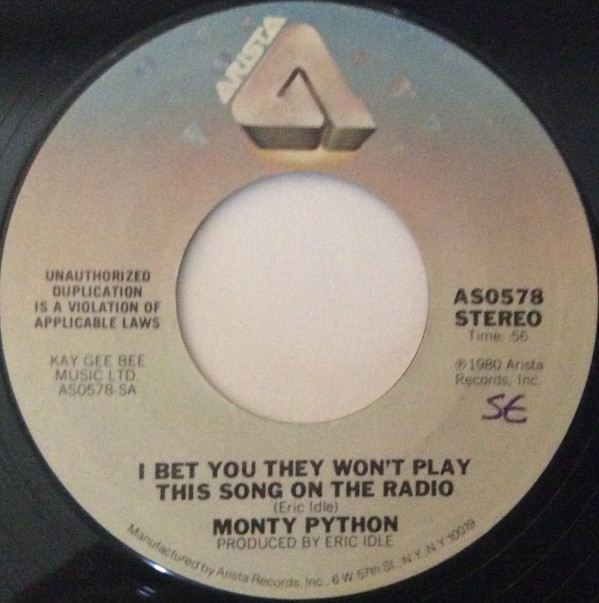 ARISTA
UNAUTHORIZED
DUPLICATION
IS A VIOLATION OF
APPLICABLE LAWS
KAY GEE BEE
MUSIC LTD.
AS0578-SA
AS0578
STEREO
Time: :56
℗ 1980 Arista
Records, Inc.
SE
I BET YOU THEY WON'T PLAY
THIS SONG ON THE RADIO
(Eric Idle)
MONTY PYTHON
PRODUCED BY ERIC IDLE
Manufactured by Arista Records, Inc., 6 W 57th St., N.Y., N.Y. 10019